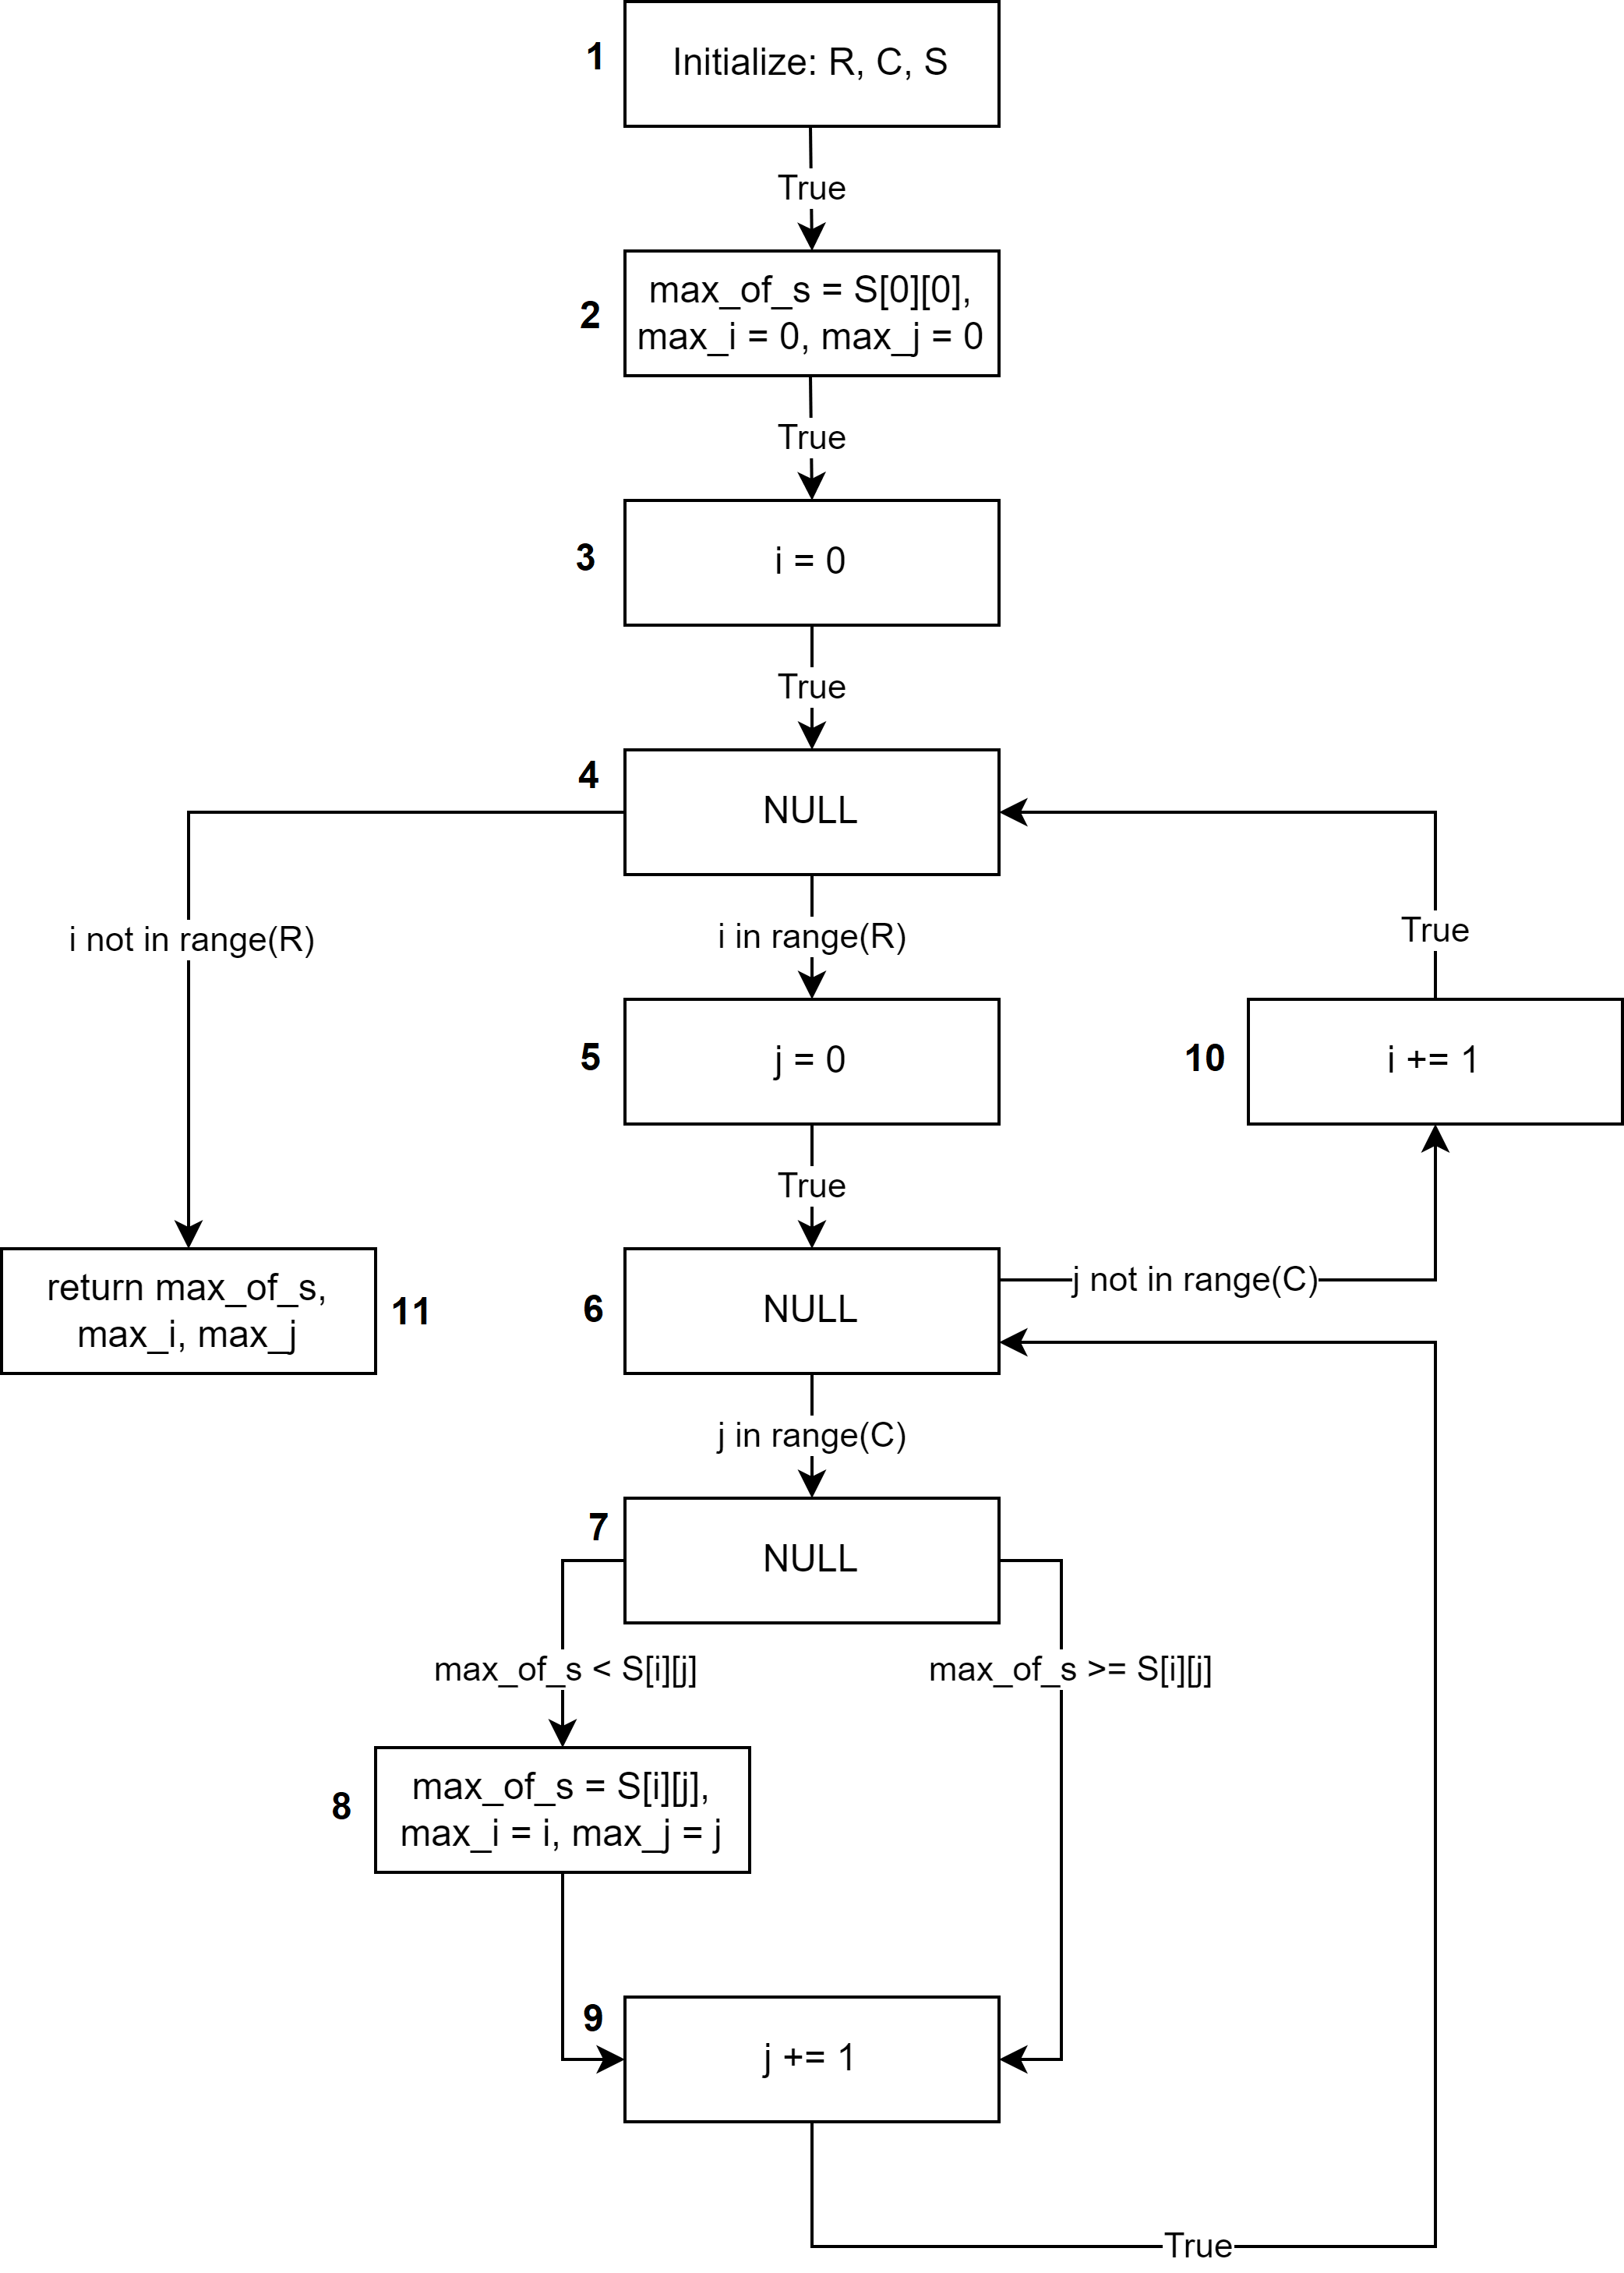 1
Initialize: R, C, S
True
2
max_of_s = S[0][0],
max_i = 0, max_j = 0
True
3
i = 0
True
4
NULL
i not in range(R)
i in range(R)
True
5
j = 0
10
i += 1
True
return max_of_s,
max_i, max_j
11
6
NULL
j not in range(C)
j in range(C)
7
NULL
max_of_s < S[i][j]
max_of_s >= S[i][j]
8
max_of_s = S[i][j],
max_i = i, max_j = j
9
j += 1
True